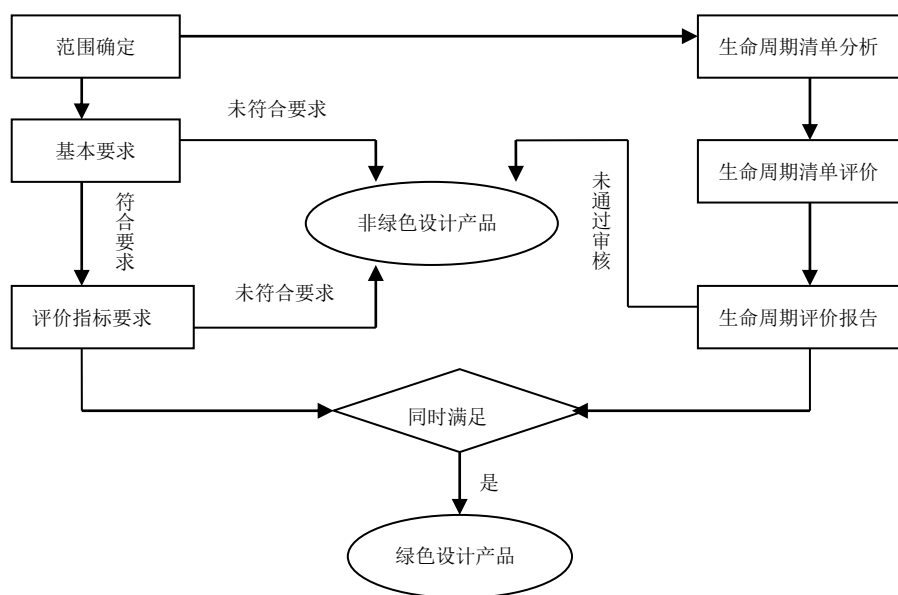 范围确定
生命周期清单分析
未符合要求
基本要求
生命周期清单评价
符合要求
未通过审核
非绿色设计产品
未符合要求
评价指标要求
生命周期评价报告
同时满足
是
绿色设计产品